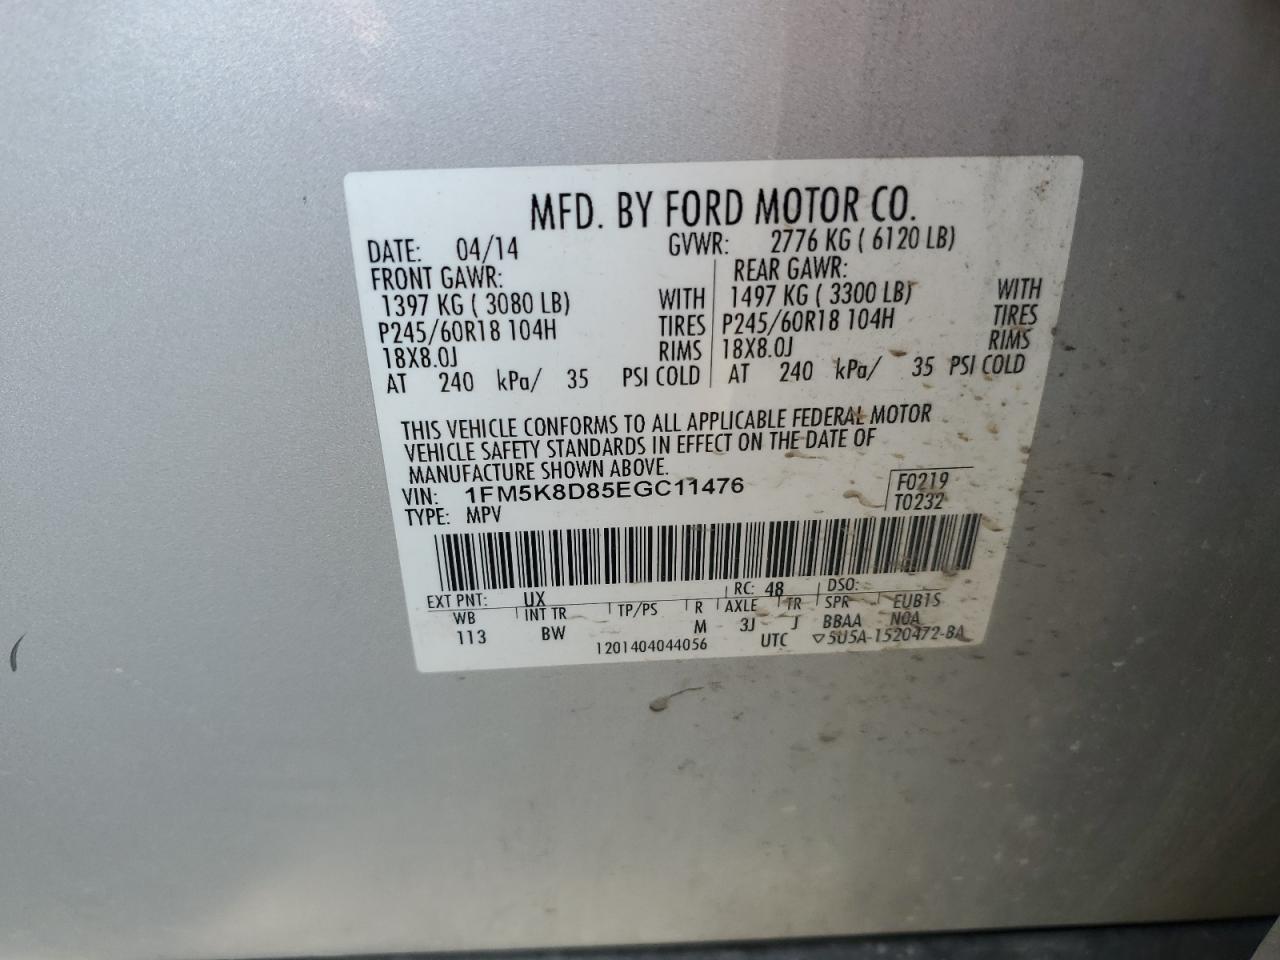 MFD. BY FORD MOTOR CO.
DATE: 04/14 GVWR: 2776 KG ( 6120 LB)
FRONT GAWR: REAR GAWR:
1397 KG ( 3080 LB) WITH 1497 KG ( 3300 LB) WITH
P245/60R18 104H TIRES P245/60R18 104H TIRES
18X8.0J RIMS 18X8.0J RIMS
AT 240 kPa/ 35 PSI COLD AT 240 kPa/ 35 PSI COLD
THIS VEHICLE CONFORMS TO ALL APPLICABLE FEDERAL MOTOR
VEHICLE SAFETY STANDARDS IN EFFECT ON THE DATE OF
MANUFACTURE SHOWN ABOVE.
VIN: 1FM5K8D85EGC11476 F0219
TYPE: MPV T0232
EXT PNT: UX RC: 48 DSO:
WB INT TR TP/PS R AXLE TR SPR EUB1S
113 BW M 3J J BBAA NOA
1201404044056 UTC ▽5U5A-1520472-BA